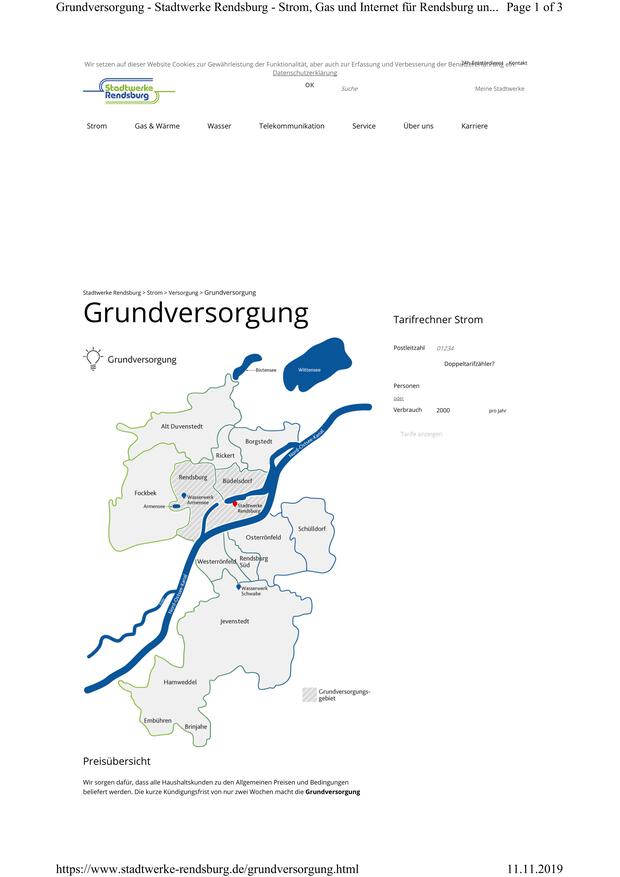 Grundversorgung - Stadtwerke Rendsburg - Strom, Gas und Internet für Rendsburg un... Page 1 of 3
Wir setzen auf dieser Website Cookies zur Gewährleistung der Funktionalität, aber auch zur Erfassung und Verbesserung der
Kontakt
Datenschutzerklärung
OK
Suche
Meine Stadtwerke
Stadtwerke
Rendsburg
Strom Gas & Wärme Wasser Telekommunikation Service Über uns Karriere
Stadtwerke Rendsburg > Strom > Versorgung > Grundversorgung
Grundversorgung
Grundversorgung
Bistensee
Wittensee
Alt Duvenstedt
Borgstedt
Rickert
Nord-Ostsee-Kanal
Rendsburg
Büdelsdorf
Fockbek
Wasserwerk
Armensee
Armensee
Stadtwerke
Rendsburg
Schülldorf
Osterrönfeld
Westerrönfeld
Rendsburg
Süd
Wasserwerk
Schwabe
Nord-Ostsee-Kanal
Jevenstedt
Hamweddel
Embühren
Brinjahe
Grundversorgungs-
gebiet
Tarifrechner Strom
Postleitzahl 01234
Doppeltarifzähler?
Personen
oder
Verbrauch 2000 pro Jahr
Tarife anzeigen
Preisübersicht
Wir sorgen dafür, dass alle Haushaltskunden zu den Allgemeinen Preisen und Bedingungen
beliefert werden. Die kurze Kündigungsfrist von nur zwei Wochen macht die Grundversorgung
https://www.stadtwerke-rendsburg.de/grundversorgung.html 11.11.2019